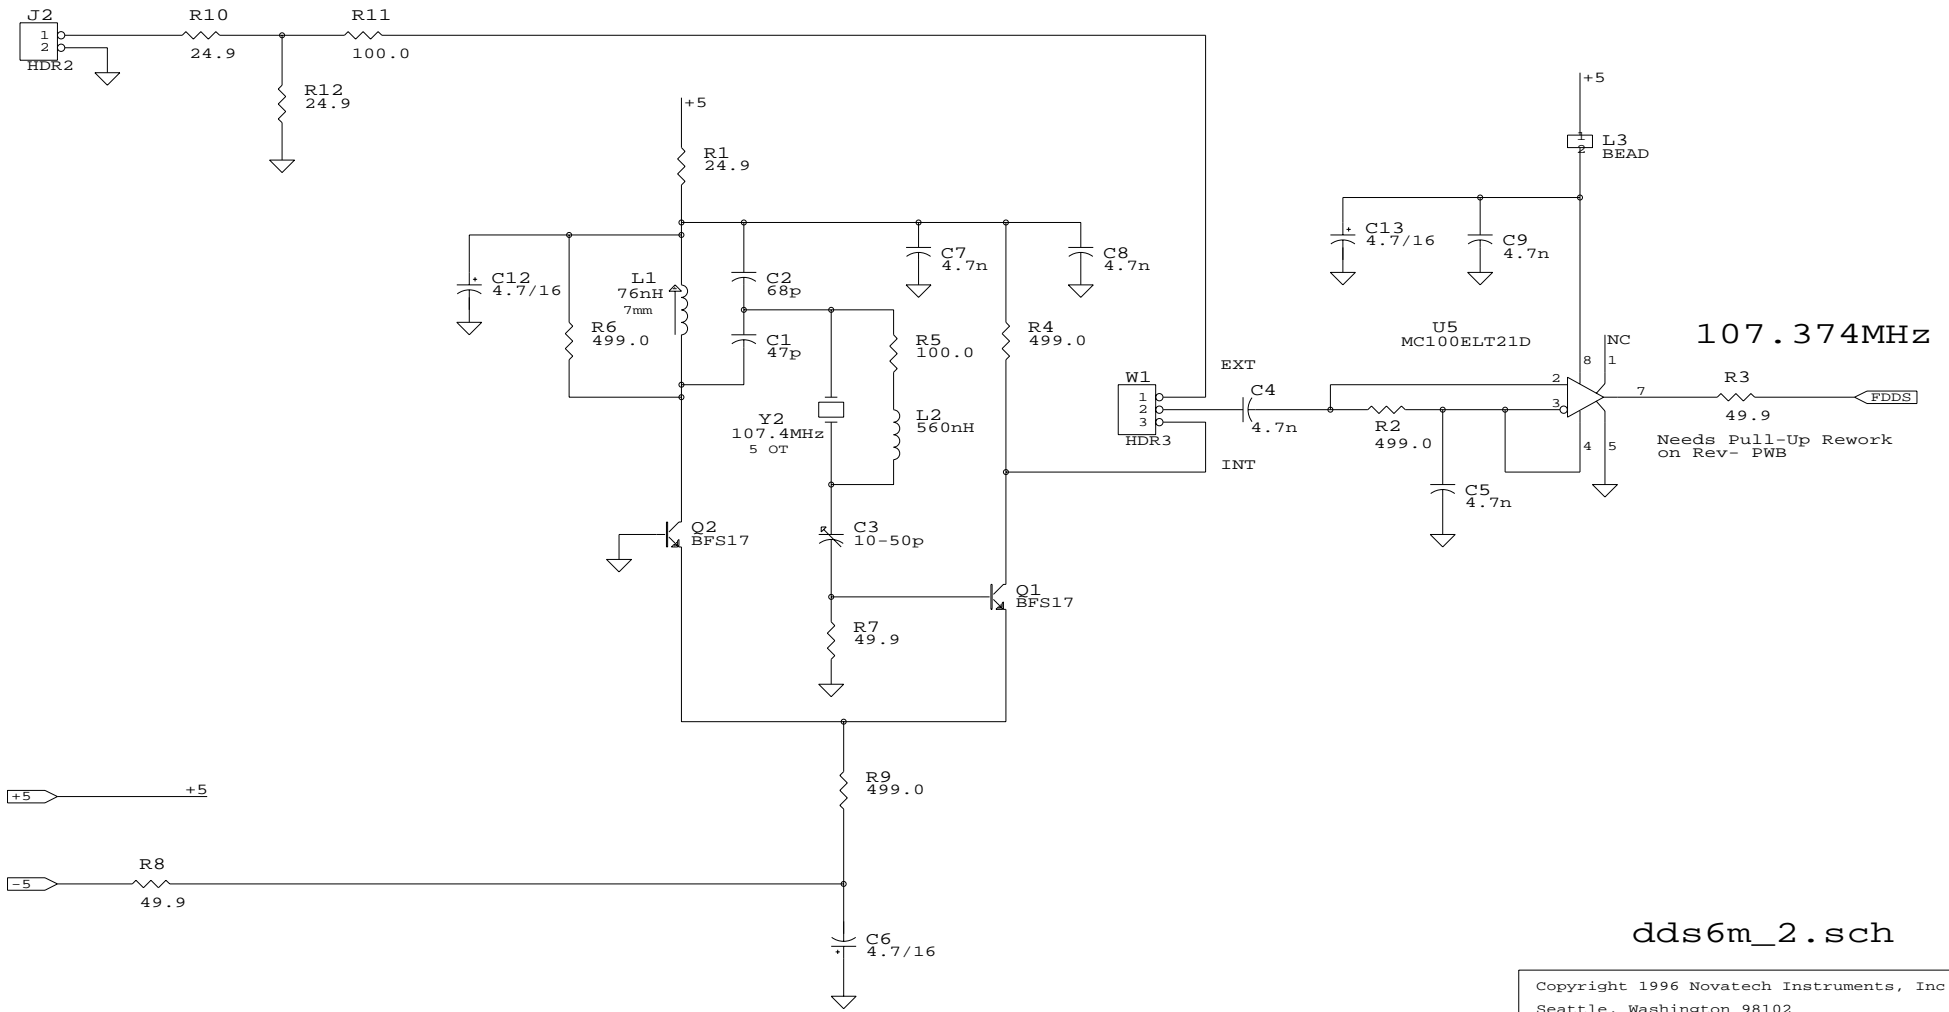 J2
1
2
HDR2
R10
24.9
R11
100.0
R12
24.9
+5
R1
24.9
+5
1
2
L3
BEAD
C12
4.7/16
R6
499.0
L1
76nH
7mm
C2
68p
C1
47p
C7
4.7n
C8
4.7n
R5
100.0
R4
499.0
Y2
107.4MHz
5 OT
L2
560nH
C13
4.7/16
C9
4.7n
U5
MC100ELT21D
NC
8
1
2
3
7
4
5
107.374MHz
W1
1
2
3
HDR3
EXT
INT
C4
4.7n
R2
499.0
C5
4.7n
R3
49.9
FDDS
Needs Pull-Up Rework
on Rev- PWB
Q2
BFS17
C3
10-50p
Q1
BFS17
R7
49.9
R9
499.0
+5
+5
-5
R8
49.9
C6
4.7/16
dds6m_2.sch
Copyright 1996 Novatech Instruments, Inc
Seattle, Washington 98102